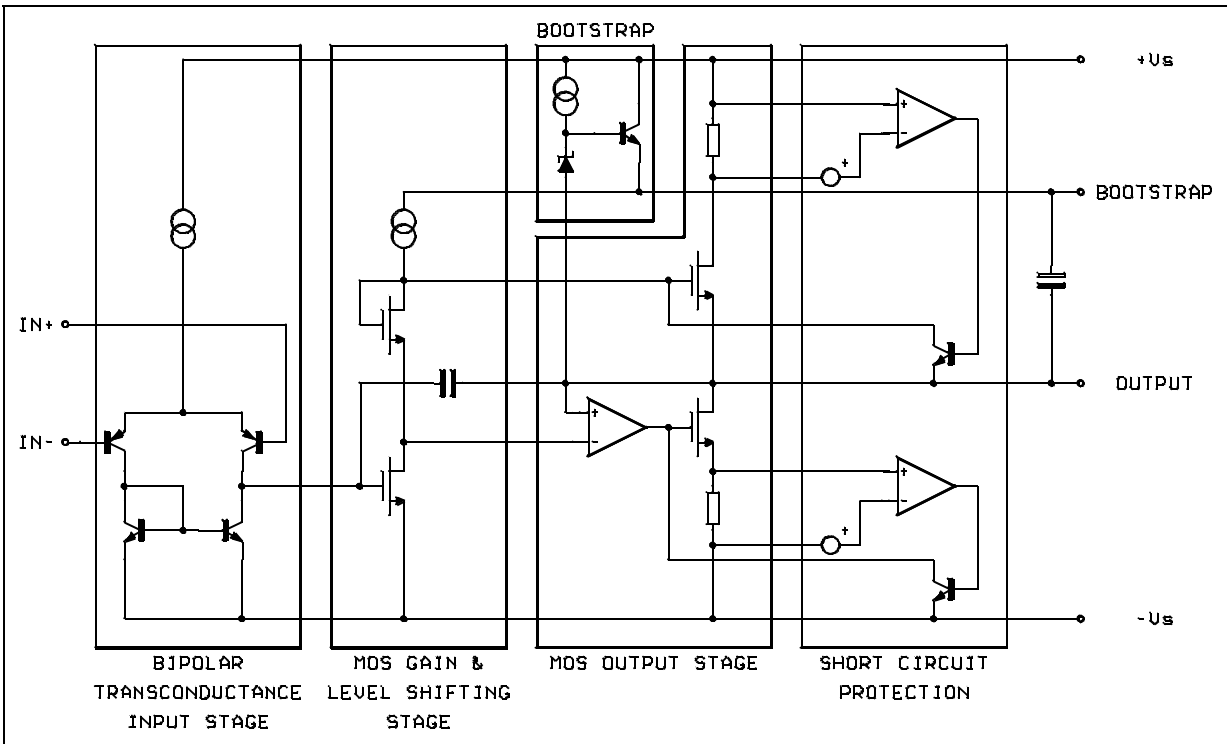 BOOTSTRAP
+Vs
+
-
+
BOOTSTRAP
IN+
OUTPUT
IN-
+
-
+
-
+
-Vs
BIPOLAR
TRANSCONDUCTANCE
INPUT STAGE
MOS GAIN &
LEVEL SHIFTING
STAGE
MOS OUTPUT STAGE
SHORT CIRCUIT
PROTECTION